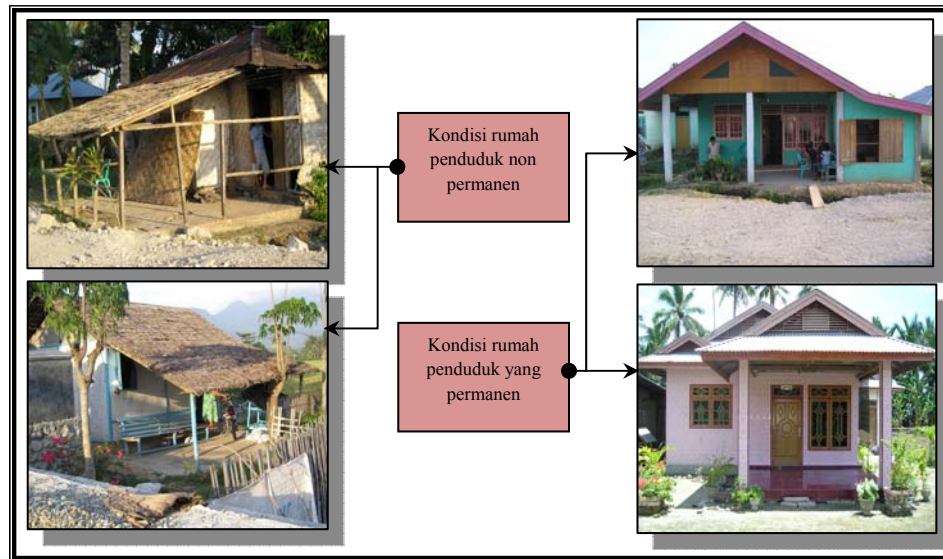 Kondisi rumah
penduduk non
permanen
Kondisi rumah
penduduk yang
permanen